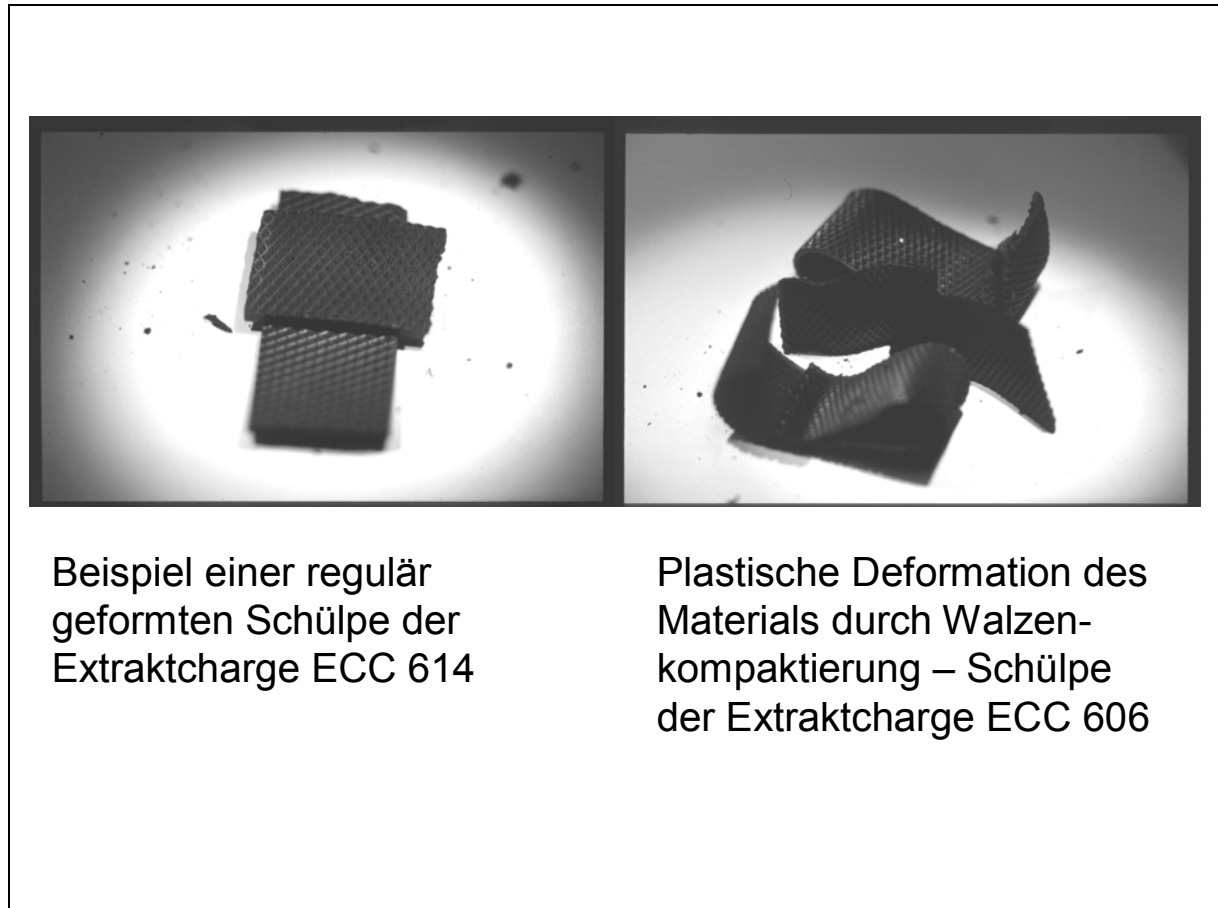 Beispiel einer regulär
geformten Schülpe der
Extraktcharge ECC 614
Plastische Deformation des
Materials durch Walzen-
kompaktierung – Schülpe
der Extraktcharge ECC 606